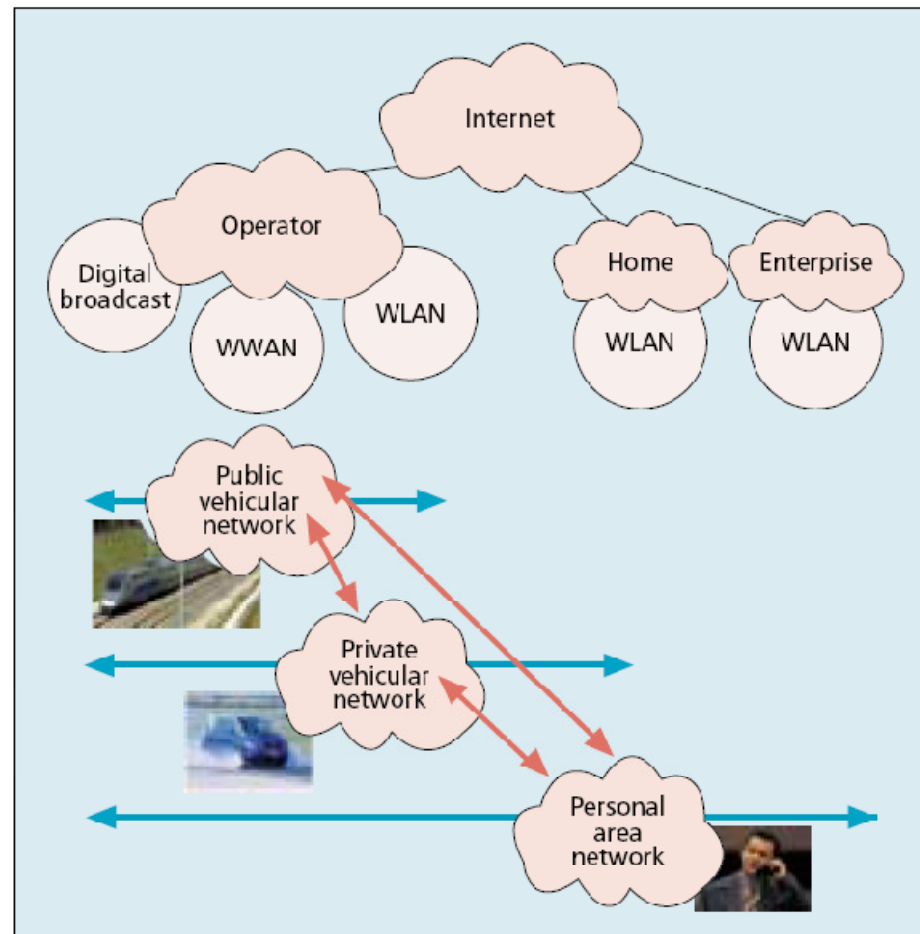 Internet
Operator
Digital
broadcast
WWAN
WLAN
Home
WLAN
Enterprise
WLAN
Public
vehicular
network
Private
vehicular
network
Personal
area
network